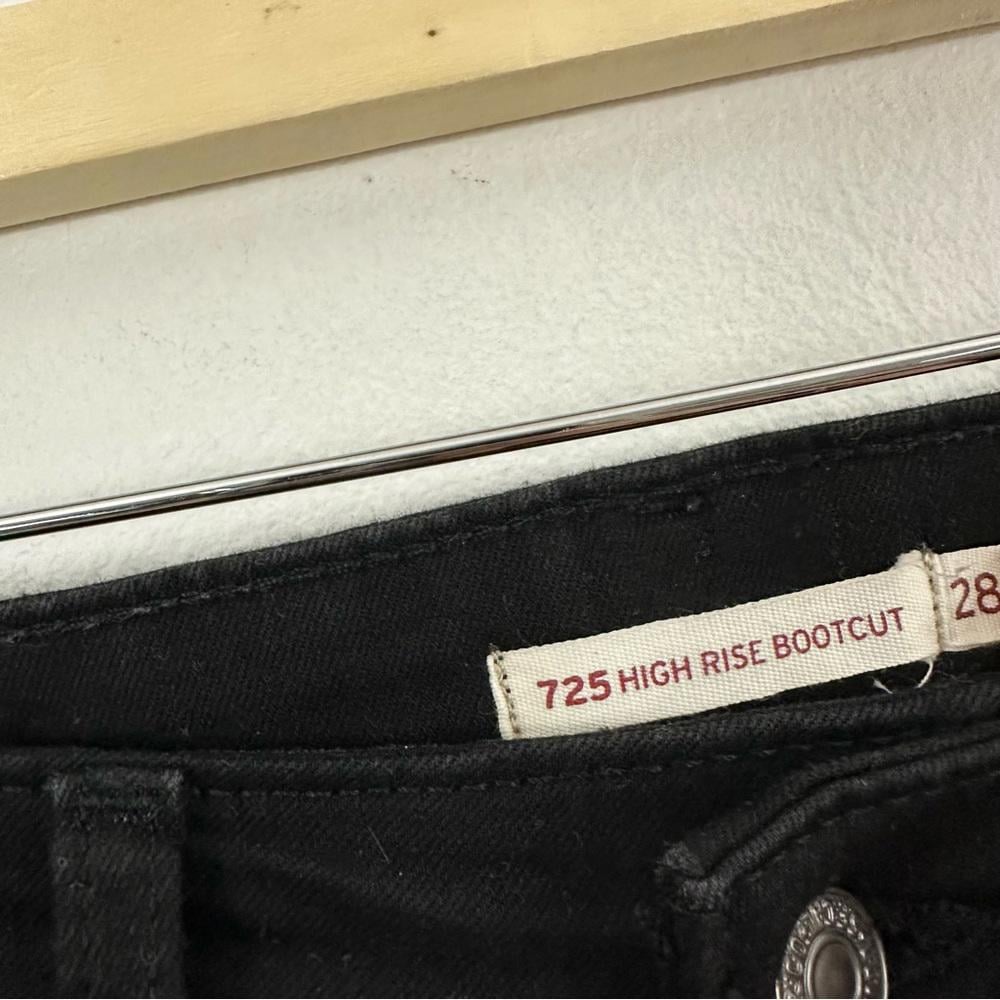 725 HIGH RISE BOOTCUT
28